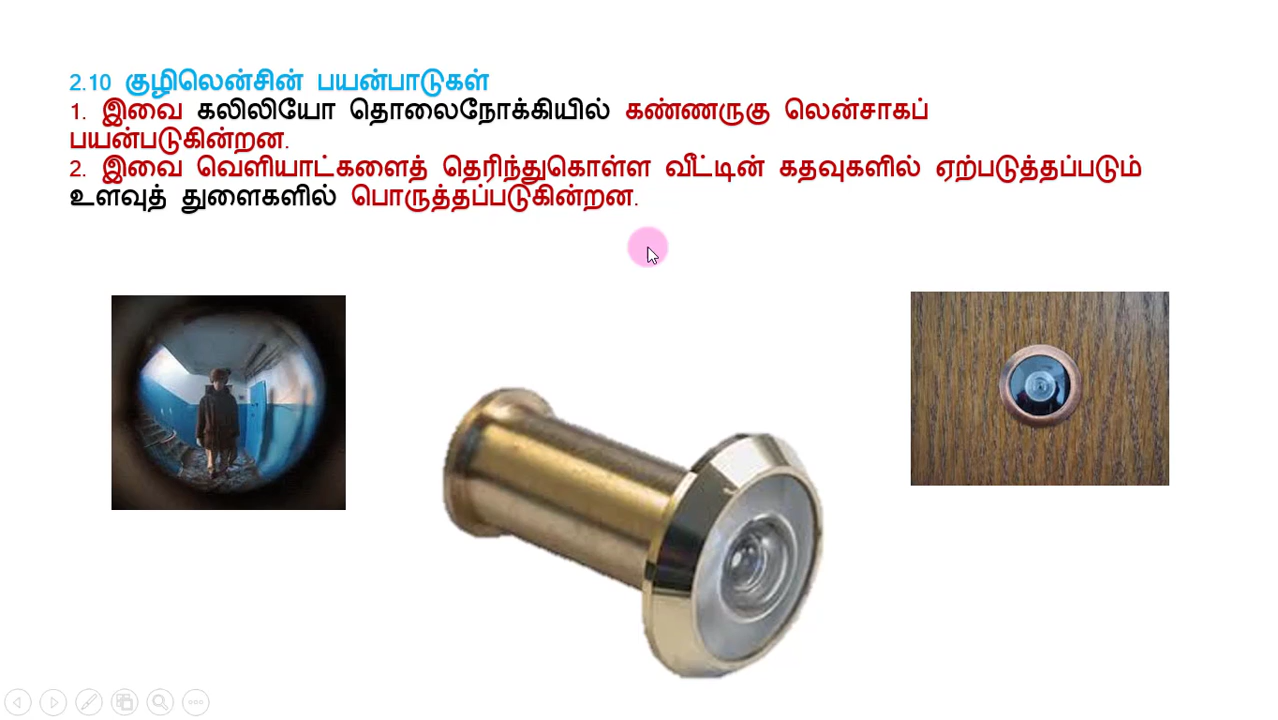 2.10 குழிலென்சின் பயன்பாடுகள்
1. இவை கலிலியோ தொலைநோக்கியில் கண்ணருகு லென்சாகப்
பயன்படுகின்றன.
2. இவை வெளியாட்களைத் தெரிந்துகொள்ள வீட்டின் கதவுகளில் ஏற்படுத்தப்படும்
உளவுத் துளைகளில் பொருத்தப்படுகின்றன.